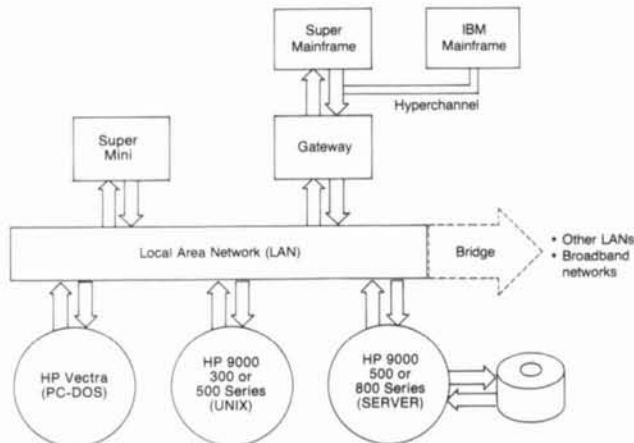 Super
Mainframe
IBM
Mainframe
Hyperchannel
Super
Mini
Gateway
Local Area Network (LAN)
Bridge
• Other LANs
• Broadband
networks
HP Vectra
(PC-DOS)
HP 9000
300 or
500 Series
(UNIX)
HP 9000
500 or
800 Series
(SERVER)